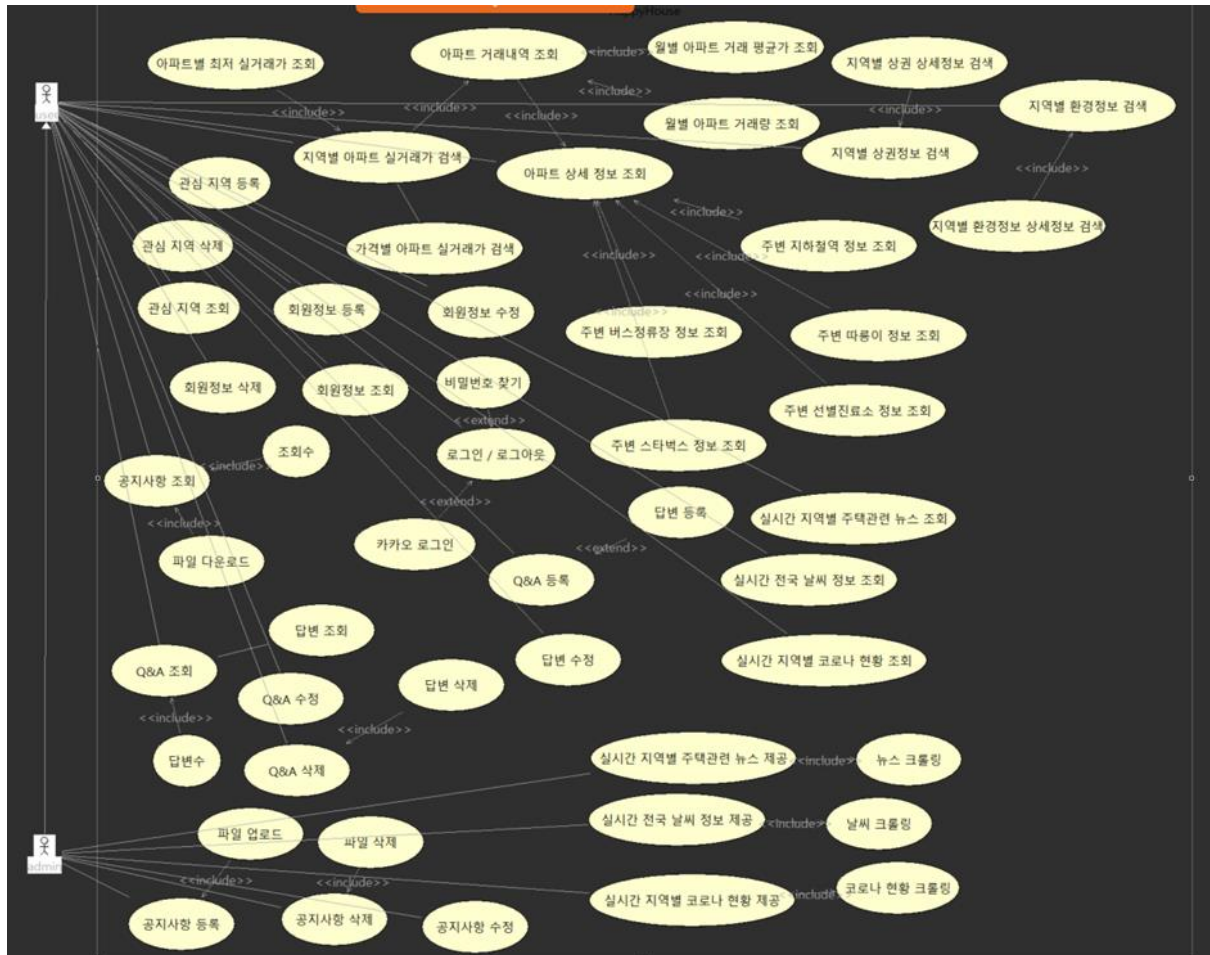 HappyHouse
아파트 거래내역 조회
<<include>>
월별 아파트 거래 평균가 조회
아파트별 최저 실거래가 조회
지역별 상권 상세정보 검색
<<include>>
user
<<include>>
<<include>>
<<include>>
<<include>>
지역별 환경정보 검색
월별 아파트 거래량 조회
지역별 아파트 실거래가 검색
지역별 상권정보 검색
아파트 상세 정보 조회
<<include>>
관심 지역 등록
<<include>>
지역별 환경정보 상세정보 검색
관심 지역 삭제
가격별 아파트 실거래가 검색
주변 지하철역 정보 조회
<<include>>
<<include>>
<<include>>
관심 지역 조회
회원정보 등록
회원정보 수정
<<include>>
주변 버스정류장 정보 조회
주변 따릉이 정보 조회
회원정보 삭제
회원정보 조회
비밀번호 찾기
주변 선별진료소 정보 조회
<<extend>>
조회수
로그인 / 로그아웃
주변 스타벅스 정보 조회
<<include>>
공지사항 조회
<<extend>>
답변 등록
실시간 지역별 주택관련 뉴스 조회
<<include>>
카카오 로그인
<<extend>>
파일 다운로드
Q&A 등록
실시간 전국 날씨 정보 조회
답변 조회
답변 수정
실시간 지역별 코로나 현황 조회
Q&A 조회
답변 삭제
Q&A 수정
<<include>>
<<include>>
답변수
Q&A 삭제
실시간 지역별 주택관련 뉴스 제공
<<include>>
뉴스 크롤링
실시간 전국 날씨 정보 제공
<<include>>
날씨 크롤링
파일 업로드
파일 삭제
admin
<<include>>
<<include>>
실시간 지역별 코로나 현황 제공
<<include>>
코로나 현황 크롤링
공지사항 등록
공지사항 삭제
공지사항 수정